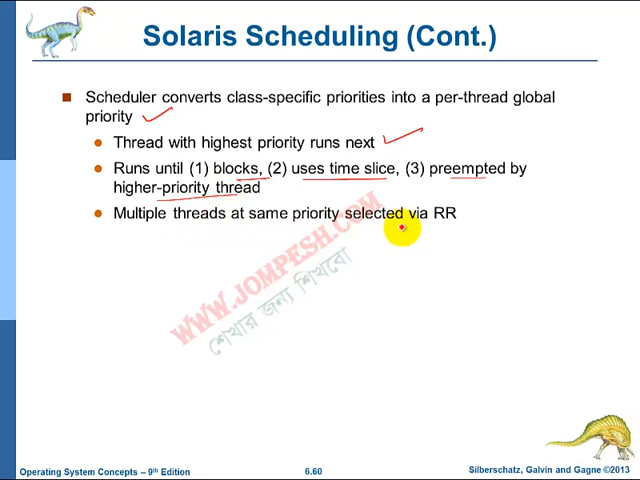 Solaris Scheduling (Cont.)
Scheduler converts class-specific priorities into a per-thread global
priority
Thread with highest priority runs next
Runs until (1) blocks, (2) uses time slice, (3) preempted by
higher-priority thread
Multiple threads at same priority selected via RR
WWW.JOMPESH.COM
শেখার জন্য শিখবো
Operating System Concepts – 9th Edition
6.60
Silberschatz, Galvin and Gagne ©2013